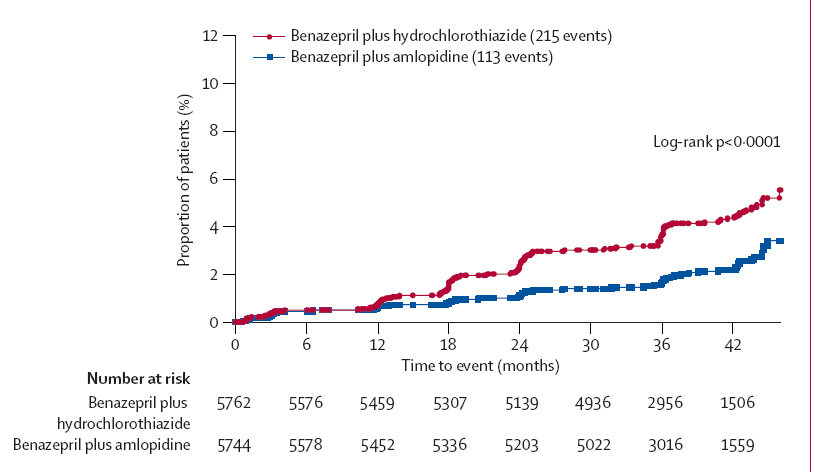 Benazepril plus hydrochlorothiazide (215 events)
Benazepril plus amlopidine (113 events)
Log-rank p<0·0001
Proportion of patients (%)
12
10
8
6
4
2
0
0 6 12 18 24 30 36 42
Time to event (months)
Number at risk
Benazepril plus 5762 5576 5459 5307 5139 4936 2956 1506
hydrochlorothiazide
Benazepril plus amlopidine 5744 5578 5452 5336 5203 5022 3016 1559